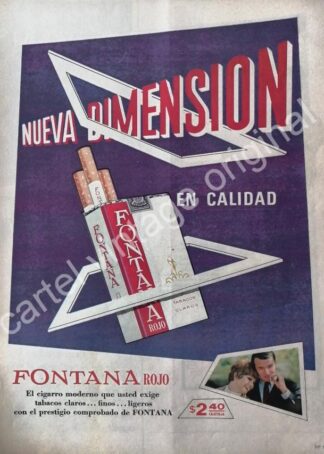 NUEVA DIMENSION
EN CALIDAD
FONTANA
FONTANA
ROJO
TABACOS
CLAROS
cartel vintage original
FONTANA ROJO
El cigarro moderno que usted exige
tabacos claros... finos... ligeros
con el prestigio comprobado de FONTANA
$2.40